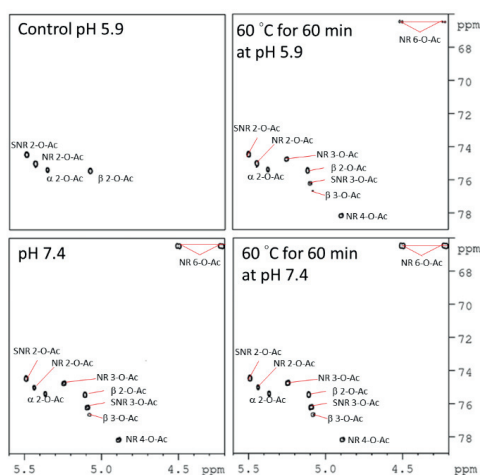 Control pH 5.9
SNR 2-O-Ac
NR 2-O-Ac
α 2-O-Ac
β 2-O-Ac
60 °C for 60 min
at pH 5.9
NR 6-O-Ac
SNR 2-O-Ac
NR 2-O-Ac
NR 3-O-Ac
α 2-O-Ac
β 2-O-Ac
SNR 3-O-Ac
β 3-O-Ac
NR 4-O-Ac
ppm
68
70
72
74
76
78
pH 7.4
NR 6-O-Ac
SNR 2-O-Ac
NR 2-O-Ac
NR 3-O-Ac
α 2-O-Ac
β 2-O-Ac
SNR 3-O-Ac
β 3-O-Ac
NR 4-O-Ac
5.5 5.0 4.5 ppm
60 °C for 60 min
at pH 7.4
NR 6-O-Ac
SNR 2-O-Ac
NR 2-O-Ac
NR 3-O-Ac
α 2-O-Ac
β 2-O-Ac
SNR 3-O-Ac
β 3-O-Ac
NR 4-O-Ac
ppm
68
70
72
74
76
78
5.5 5.0 4.5 ppm